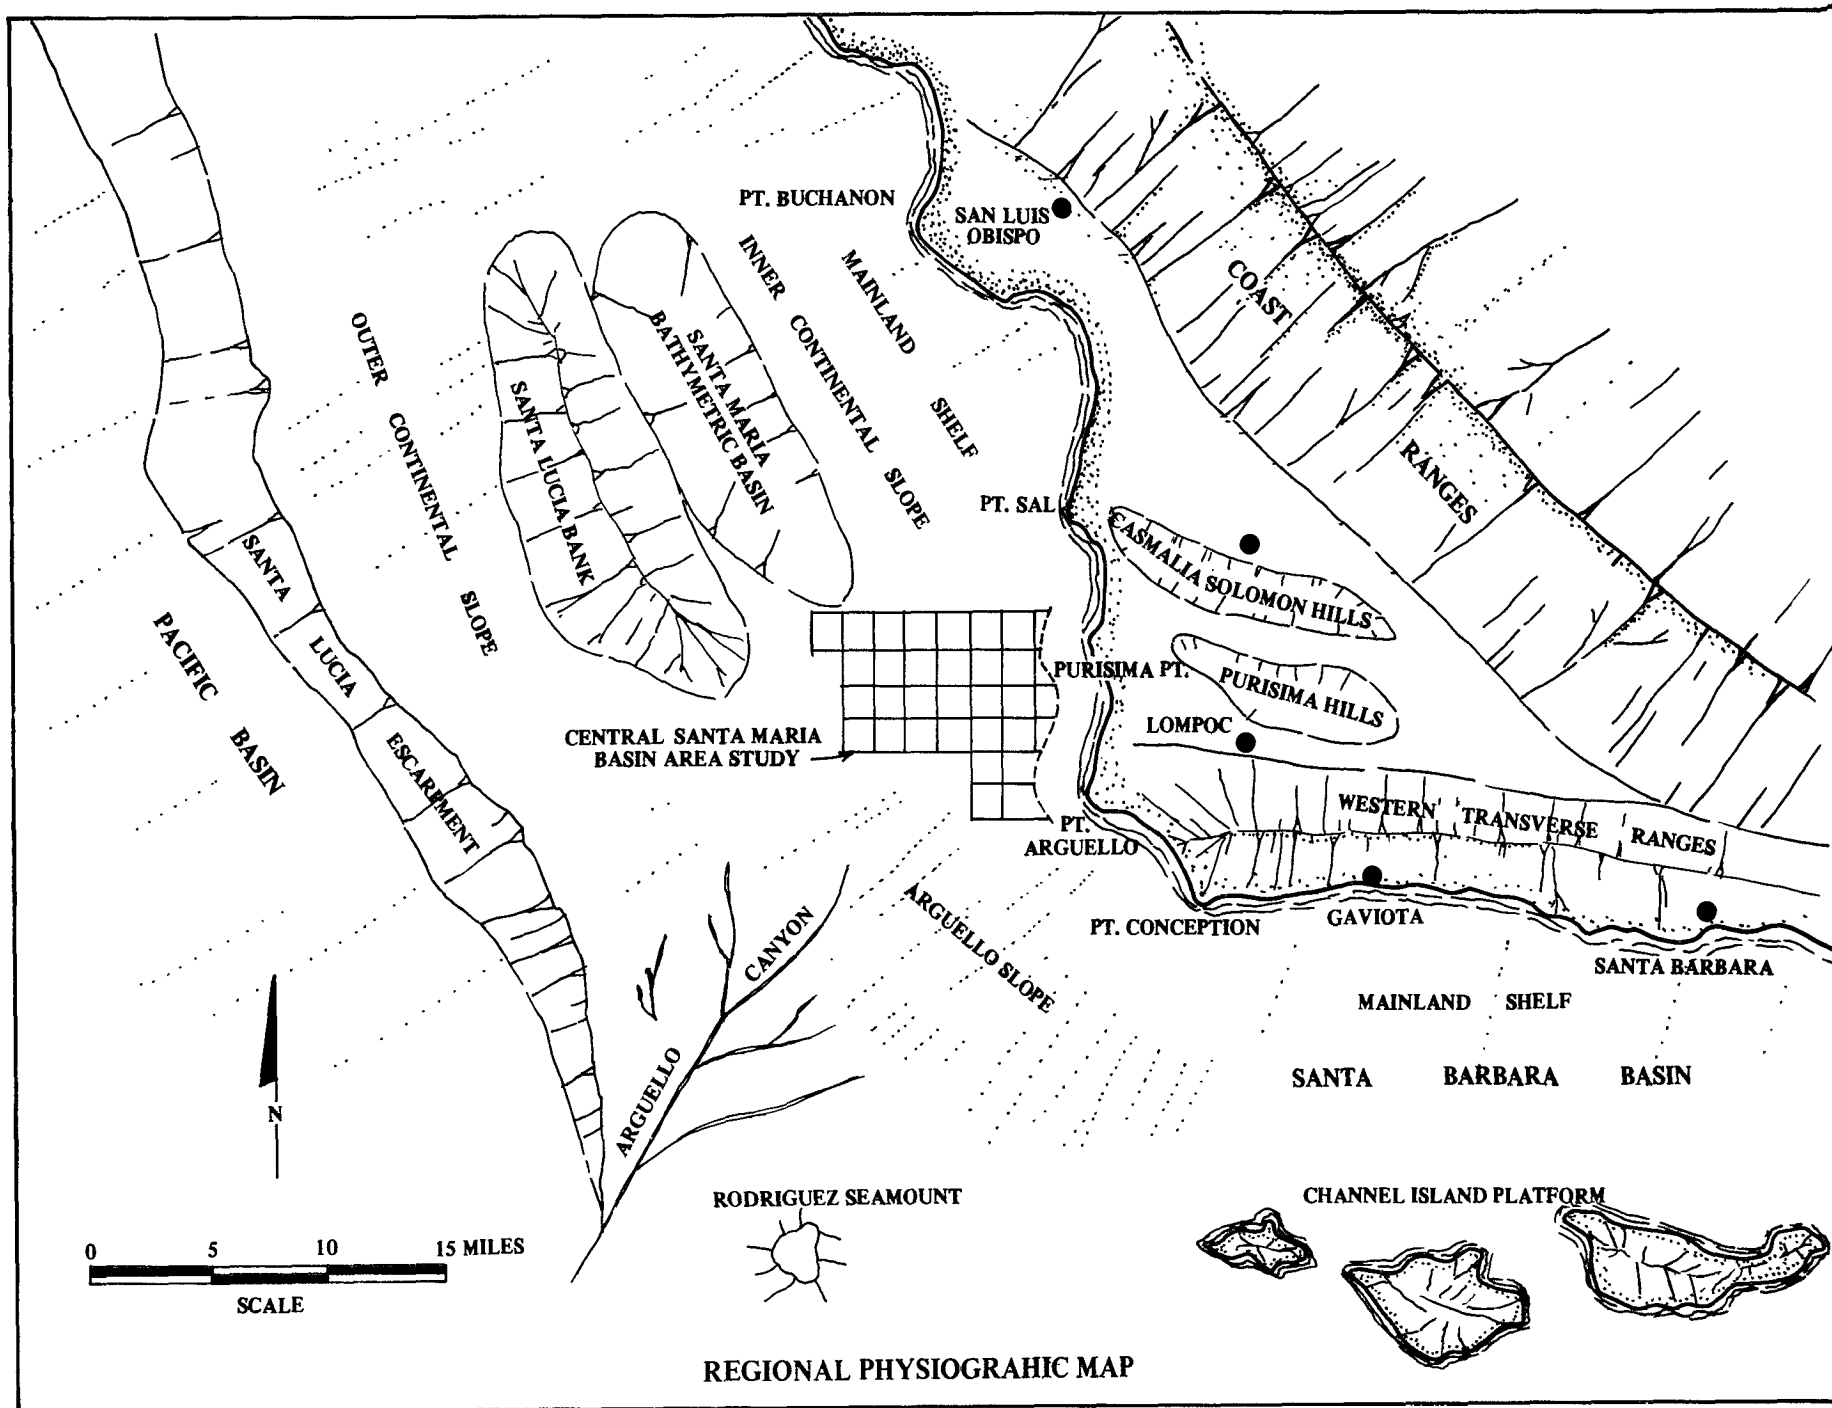 PT. BUCHANON
SAN LUIS
OBISPO
INNER CONTINENTAL SLOPE
MAINLAND SHELF
COAST RANGES
OUTER CONTINENTAL SLOPE
SANTA LUCIA BANK
SANTA MARIA
BATHYMETRIC BASIN
PT. SAL
CASMALIA SOLOMON HILLS
SANTA LUCIA ESCARPMENT
PACIFIC BASIN
PURISIMA PT.
PURISIMA HILLS
LOMPOC
CENTRAL SANTA MARIA
BASIN AREA STUDY
WESTERN TRANSVERSE RANGES
PT.
ARGUELLO
ARGUELLO SLOPE
PT. CONCEPTION
GAVIOTA
SANTA BARBARA
ARGUELLO CANYON
MAINLAND SHELF
SANTA BARBARA BASIN
N
RODRIGUEZ SEAMOUNT
CHANNEL ISLAND PLATFORM
0 5 10 15 MILES
SCALE
REGIONAL PHYSIOGRAHIC MAP